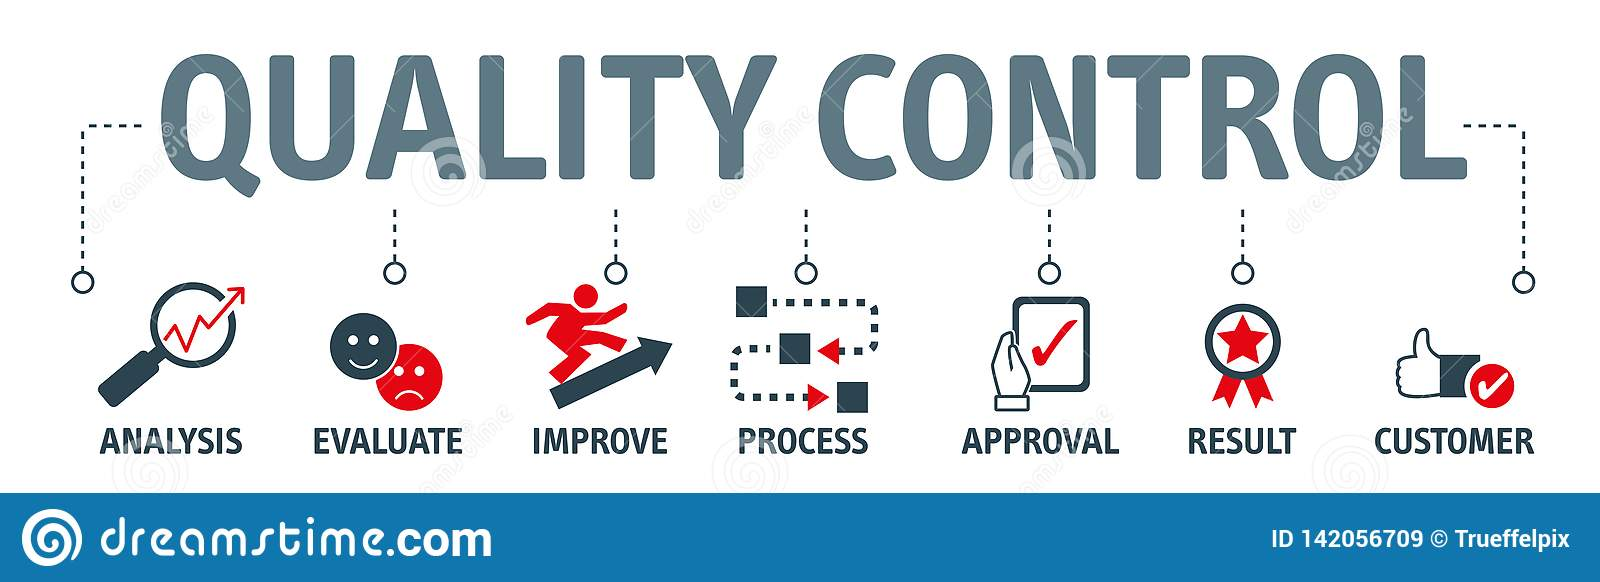 QUALITY CONTROL
ANALYSIS EVALUATE IMPROVE PROCESS APPROVAL RESULT CUSTOMER
dreamstime.com
ID 142056709 © Trueffelpix